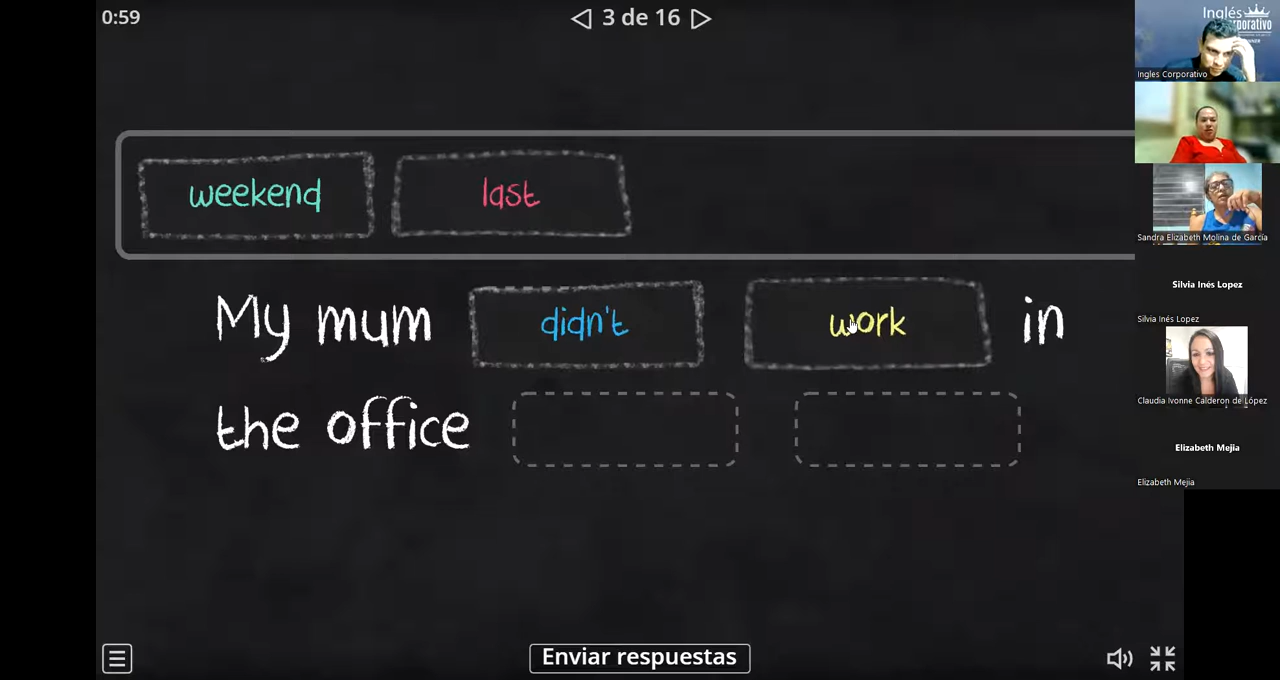 0:59
3 de 16
weekend last
My mum didn't work in
the office
Enviar respuestas
Inglés
Ingles Corporativo
Sandra Elizabeth Molina de García
Silvia Inés Lopez
Silvia Inés Lopez
Claudia Ivonne Calderon de López
Elizabeth Mejia
Elizabeth Mejia